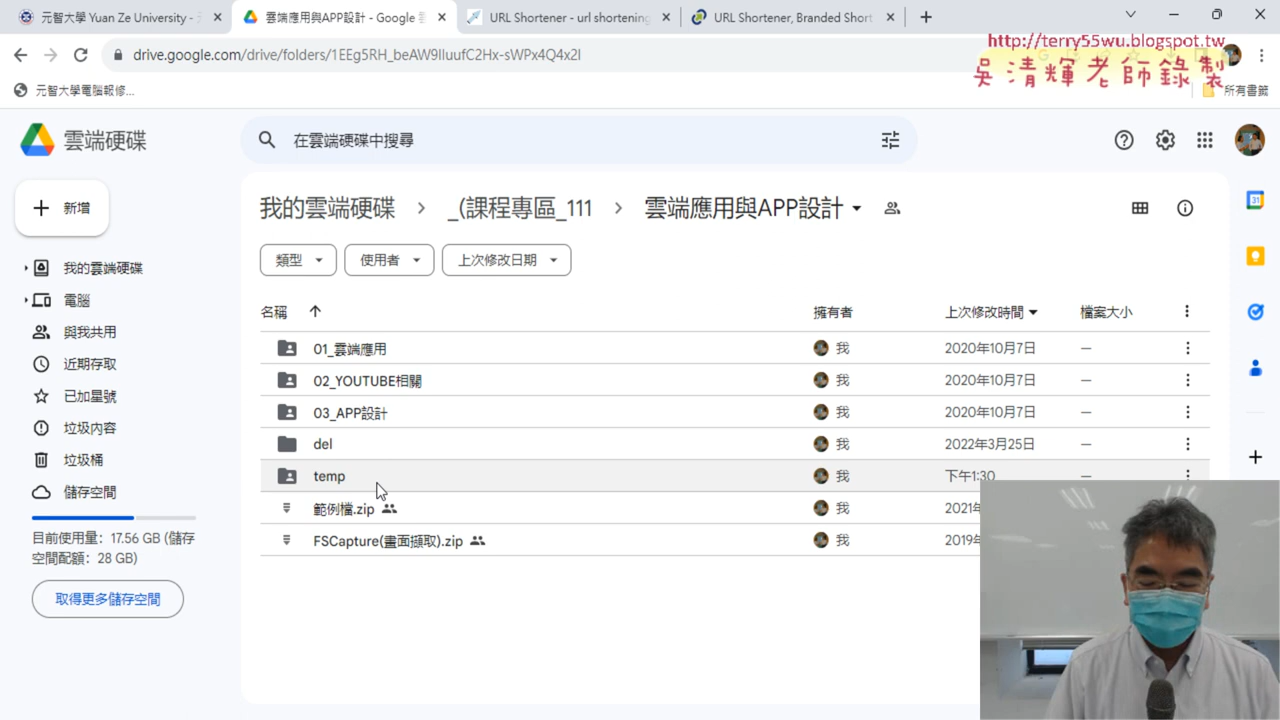 元智大學 Yuan Ze University - 元
雲端應用與APP設計 - Google 雲
URL Shortener - url shortening
URL Shortener, Branded Short
drive.google.com/drive/folders/1EEg5RH_beAW9IIuufC2Hx-sWPx4Q4x2I
http://terry55wu.blogspot.tw
吳清輝老師錄製
元智大學電腦報修...
所有書籤
雲端硬碟
在雲端硬碟中搜尋
新增
我的雲端硬碟
電腦
與我共用
近期存取
已加星號
垃圾內容
垃圾桶
儲存空間
目前使用量：17.56 GB (儲存
空間配額：28 GB)
取得更多儲存空間
我的雲端硬碟 > _(課程專區_111 > 雲端應用與APP設計
類型 使用者 上次修改日期
名稱 擁有者 上次修改時間 檔案大小
01_雲端應用 我 2020年10月7日 —
02_YOUTUBE相關 我 2020年10月7日 —
03_APP設計 我 2020年10月7日 —
del 我 2022年3月25日 —
temp 我 下午1:30 —
範例檔.zip 我 2021年
FSCapture(畫面擷取).zip 我 2019年
31